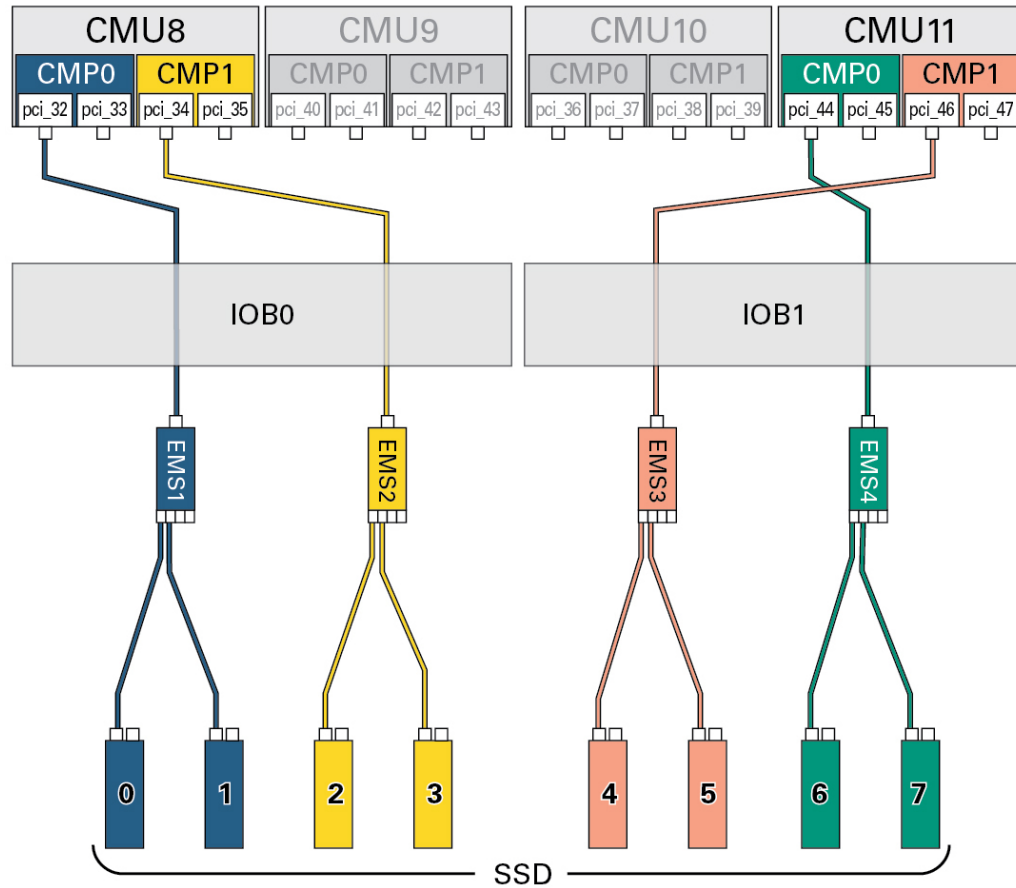 CMU8 CMU9 CMU10 CMU11
CMP0 CMP1 CMP0 CMP1 CMP0 CMP1 CMP0 CMP1
pci_32 pci_33 pci_34 pci_35 pci_40 pci_41 pci_42 pci_43 pci_36 pci_37 pci_38 pci_39 pci_44 pci_45 pci_46 pci_47
IOB0 IOB1
EMS1 EMS2 EMS3 EMS4
0 1 2 3 4 5 6 7
SSD